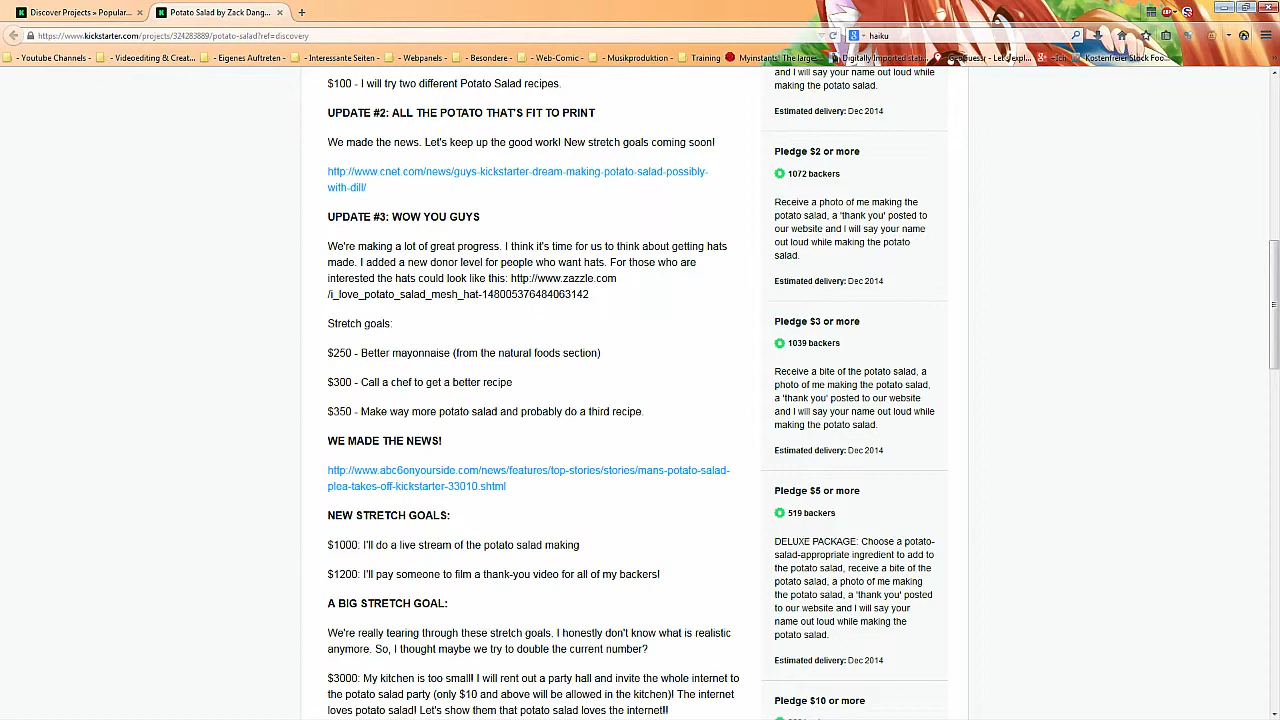 Discover Projects » Popular...
Potato Salad by Zack Dang...
https://www.kickstarter.com/projects/324283889/potato-salad?ref=discovery
haiku
- Youtube Channels -
- Videoediting & Creat...
- Eigene Auftritte -
- Interessante Seiten -
- Webpanels -
- Besondere -
- Web-Comic -
- Musikproduktion -
Training
Myinstants: The large...
Digitally Imported stab...
GeoGuessr - Let's expl...
~Ich
Kostenfreier Stock Foo...
$100 - I will try two different Potato Salad recipes.
UPDATE #2: ALL THE POTATO THAT'S FIT TO PRINT
We made the news. Let's keep up the good work! New stretch goals coming soon!
http://www.cnet.com/news/guys-kickstarter-dream-making-potato-salad-possibly-
with-dill/
UPDATE #3: WOW YOU GUYS
We're making a lot of great progress. I think it's time for us to think about getting hats
made. I added a new donor level for people who want hats. For those who are
interested the hats could look like this: http://www.zazzle.com
/i_love_potato_salad_mesh_hat-148005376484063142
Stretch goals:
$250 - Better mayonnaise (from the natural foods section)
$300 - Call a chef to get a better recipe
$350 - Make way more potato salad and probably do a third recipe.
WE MADE THE NEWS!
http://www.abc6onyourside.com/news/features/top-stories/stories/mans-potato-salad-
plea-takes-off-kickstarter-33010.shtml
NEW STRETCH GOALS:
$1000: I'll do a live stream of the potato salad making
$1200: I'll pay someone to film a thank-you video for all of my backers!
A BIG STRETCH GOAL:
We're really tearing through these stretch goals. I honestly don't know what is realistic
anymore. So, I thought maybe we try to double the current number?
$3000: My kitchen is too small! I will rent out a party hall and invite the whole internet to
the potato salad party (only $10 and above will be allowed in the kitchen)! The internet
loves potato salad! Let's show them that potato salad loves the internet!!
and I will say your name out loud while
making the potato salad.
Estimated delivery: Dec 2014
Pledge $2 or more
1072 backers
Receive a photo of me making the
potato salad, a 'thank you' posted to
our website and I will say your name
out loud while making the potato
salad.
Estimated delivery: Dec 2014
Pledge $3 or more
1039 backers
Receive a bite of the potato salad, a
photo of me making the potato salad,
a 'thank you' posted to our website
and I will say your name out loud while
making the potato salad.
Estimated delivery: Dec 2014
Pledge $5 or more
519 backers
DELUXE PACKAGE: Choose a potato-
salad-appropriate ingredient to add to
the potato salad, receive a bite of the
potato salad, a photo of me making
the potato salad, a 'thank you' posted
to our website and I will say your
name out loud while making the
potato salad.
Estimated delivery: Dec 2014
Pledge $10 or more